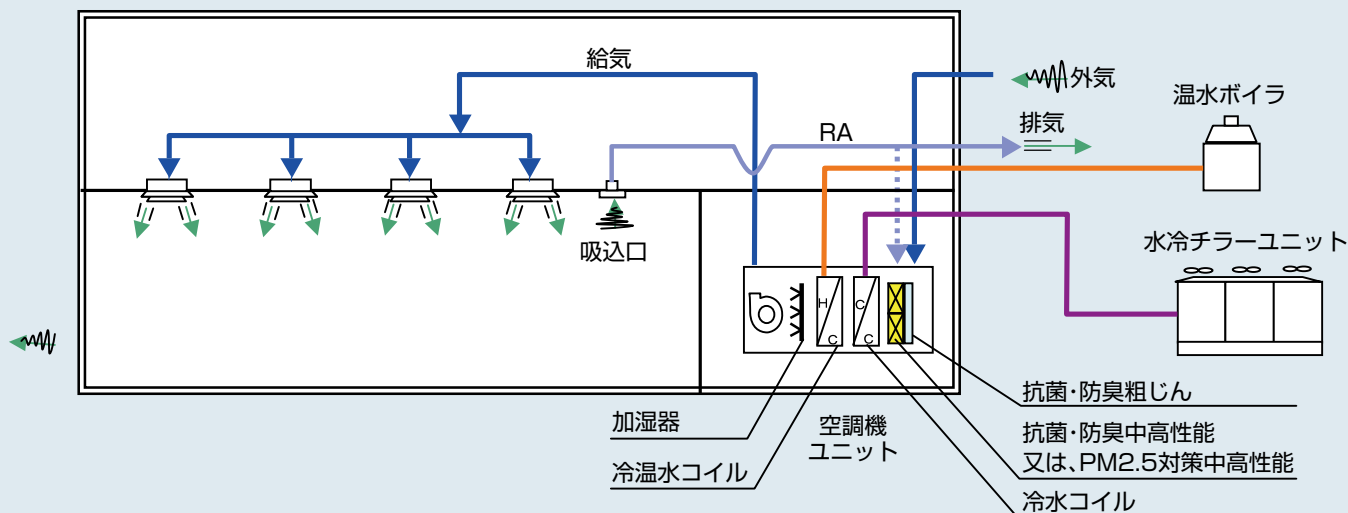 給気
外気
温水ボイラ
排気
RA
水冷チラーユニット
吸込口
H
C
C
C
抗菌・防臭粗じん
加湿器
空調機
ユニット
抗菌・防臭中高性能
又は、PM2.5対策中高性能
冷温水コイル
冷水コイル